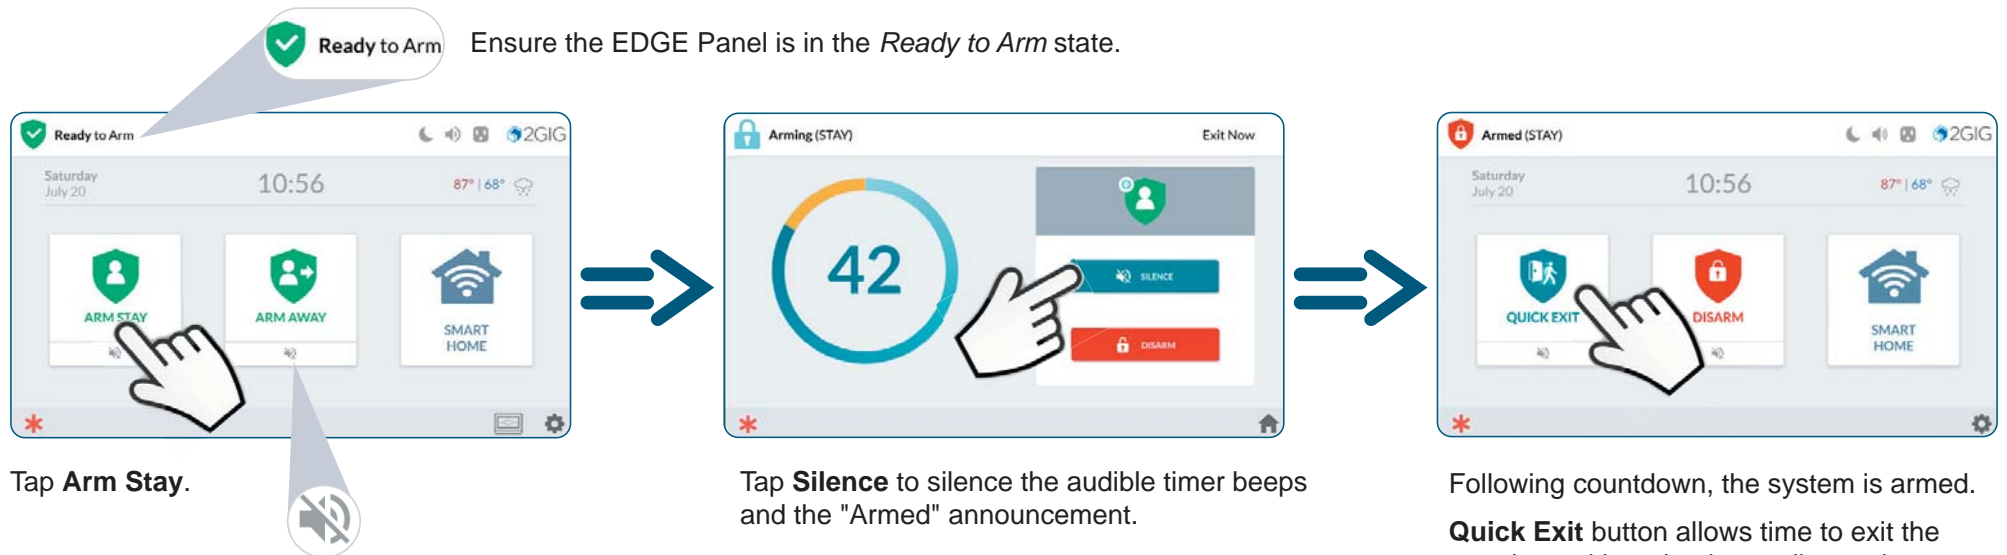 Ready to Arm
Ensure the EDGE Panel is in the Ready to Arm state.
Ready to Arm
2GIG
Saturday
July 20
10:56
87° | 68°
ARM STAY
ARM AWAY
SMART
HOME
Tap Arm Stay.
Arming (STAY)
Exit Now
42
SILENCE
DISARM
Tap Silence to silence the audible timer beeps
and the "Armed" announcement.
Armed (STAY)
2GIG
Saturday
July 20
10:56
87° | 68°
QUICK EXIT
DISARM
SMART
HOME
Following countdown, the system is armed.
Quick Exit button allows time to exit the